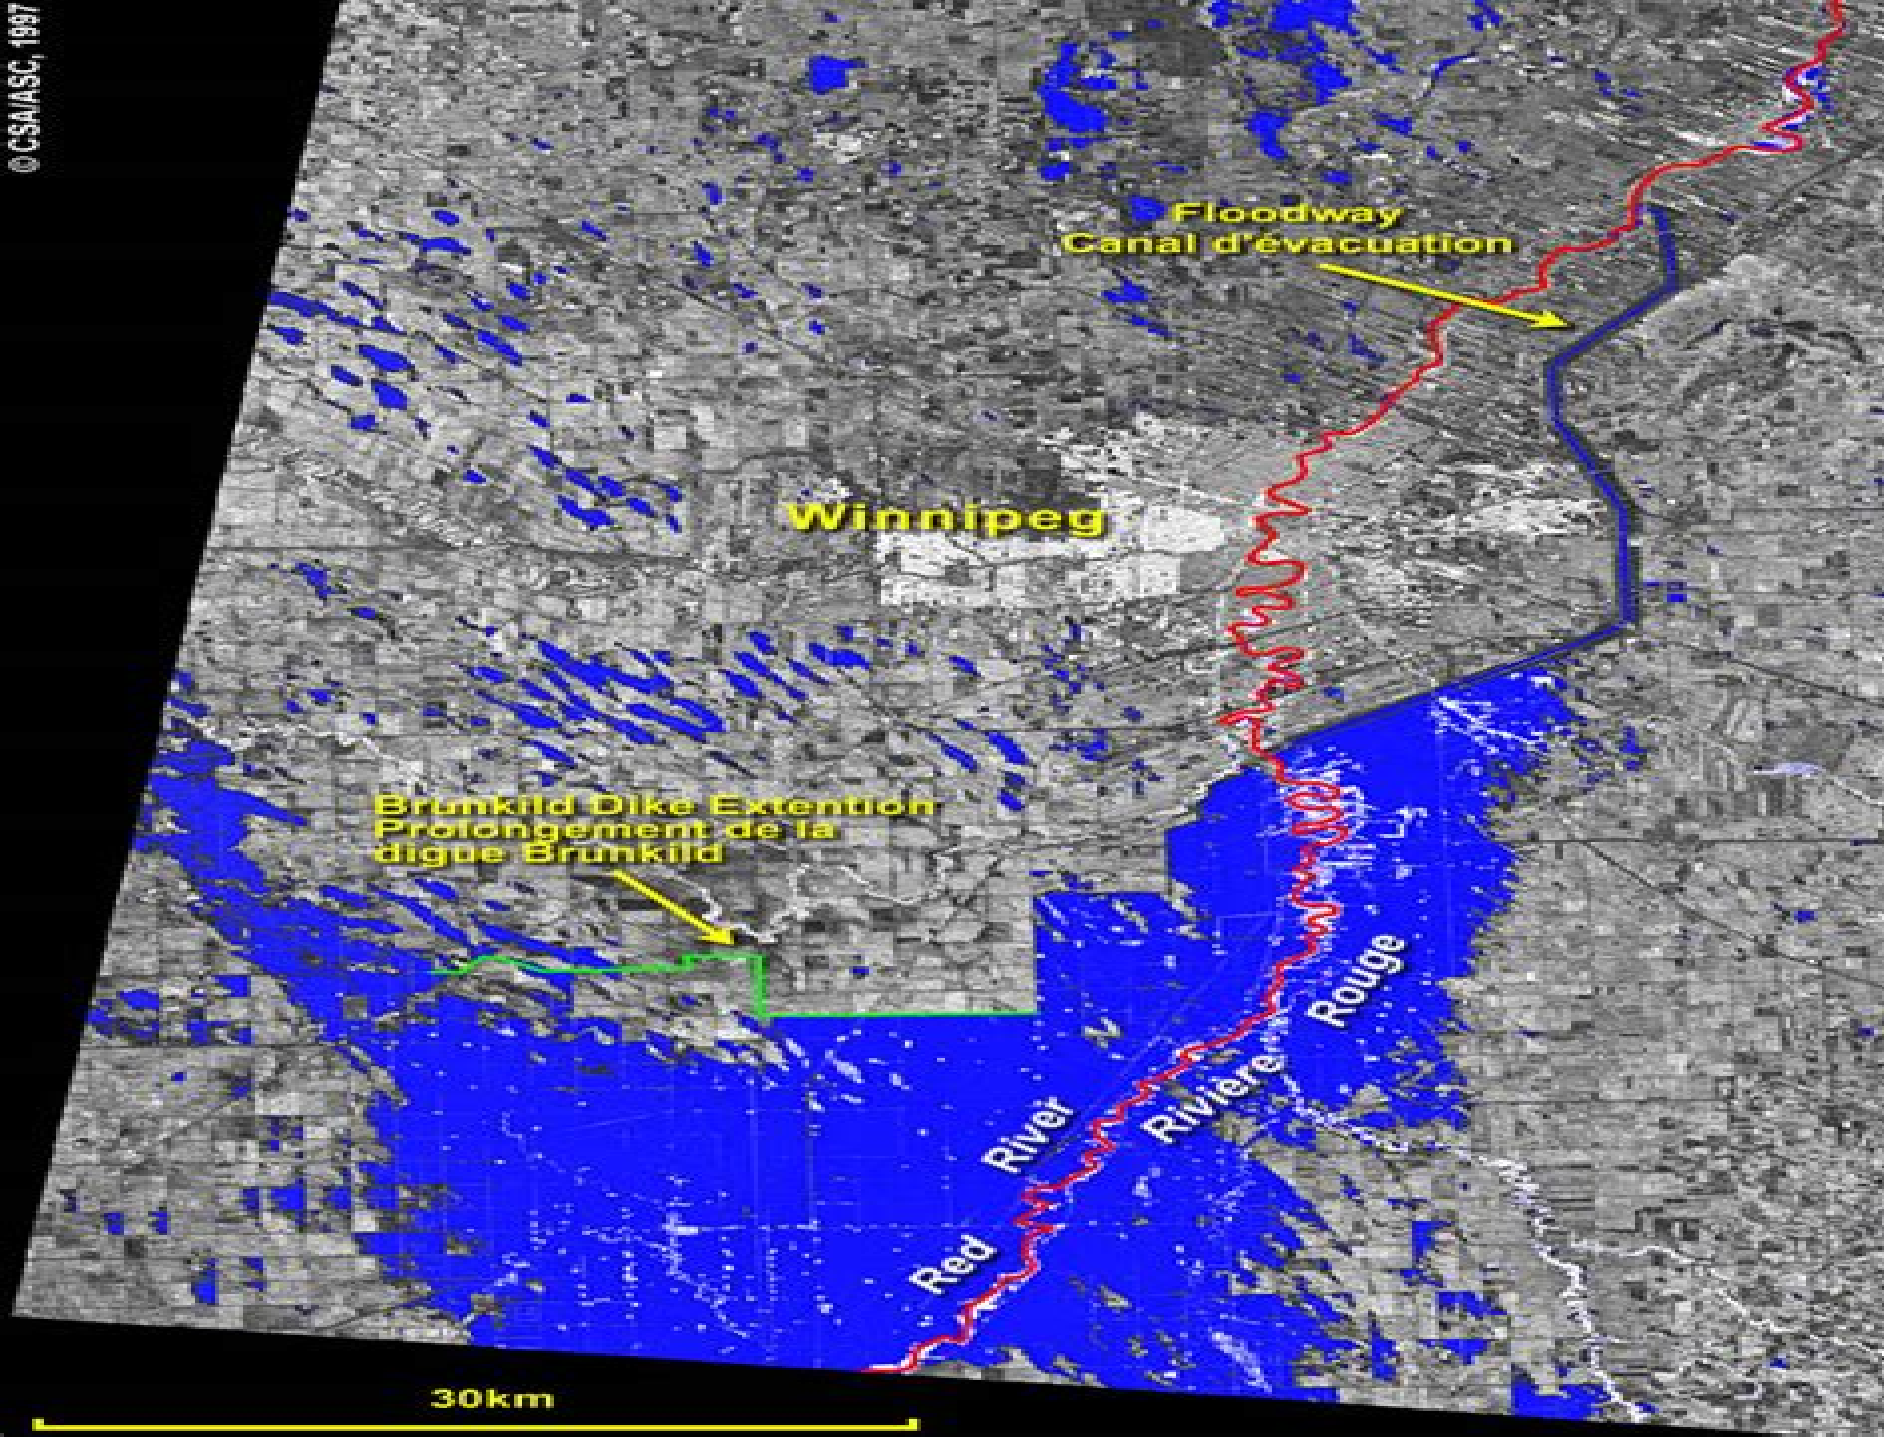 ©CSA/ASC, 1997
Floodway
Canal d'évacuation
Winnipeg
Brunkild Dike Extention
Prolongement de la
digue Brunkild
Red River
Rivière Rouge
30km